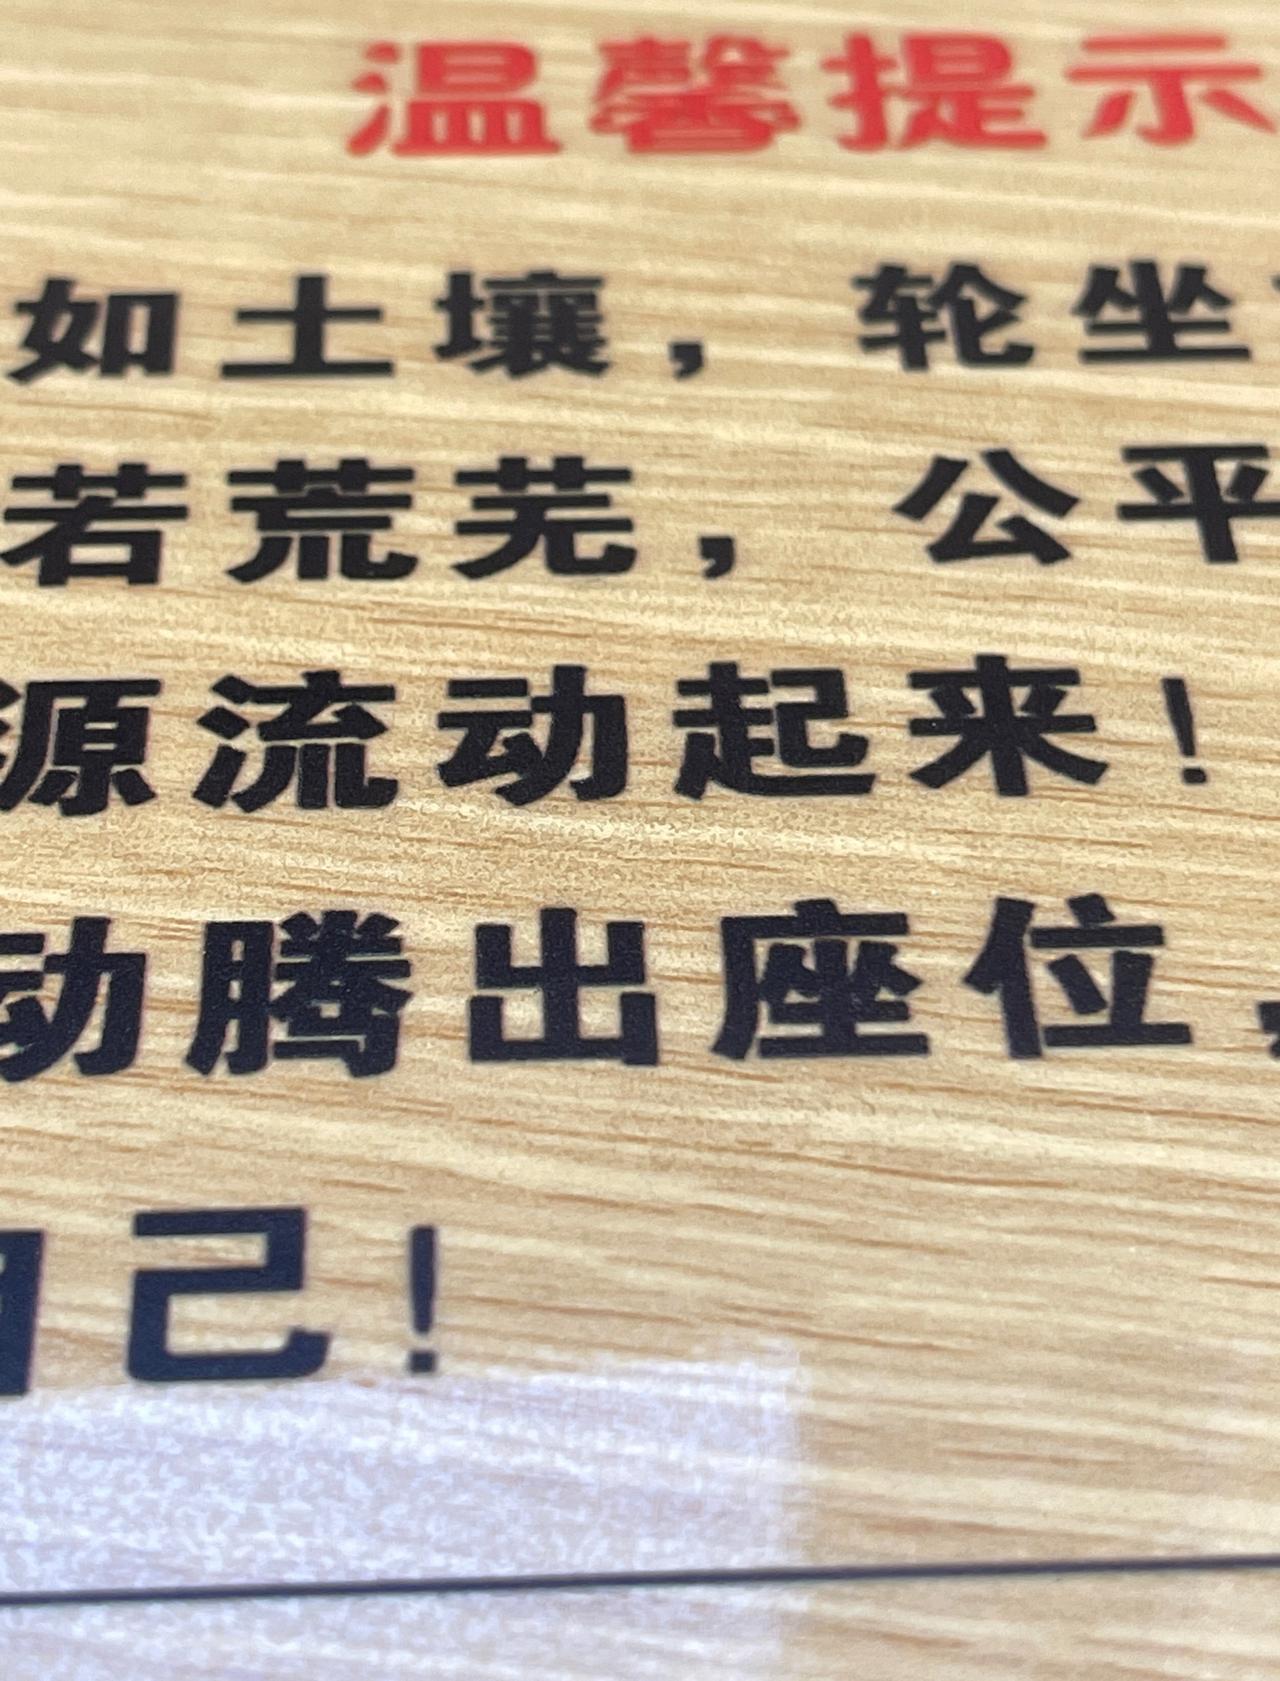 温馨提示
如土壤，轮坐
若荒芜，公平
源流动起来！
动腾出座位，
己！